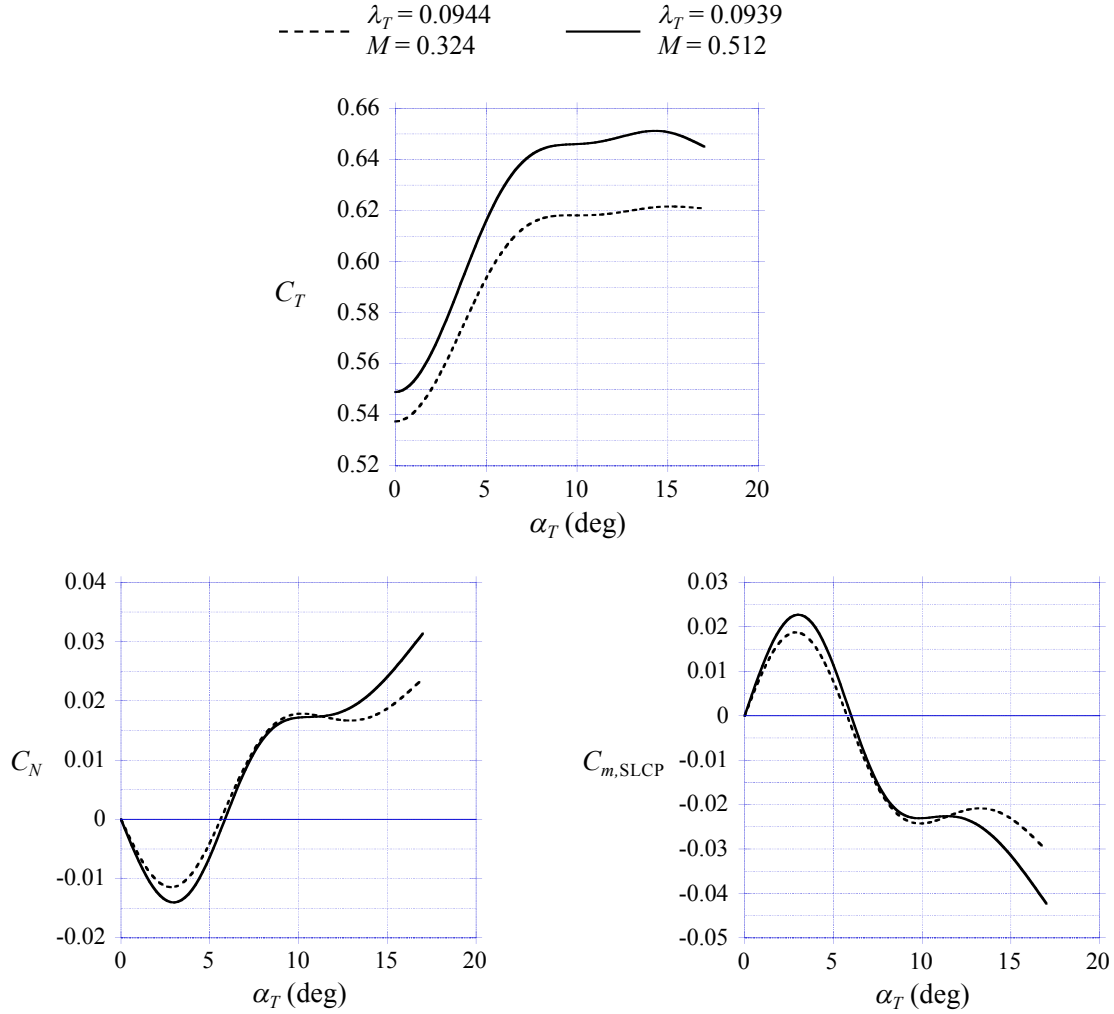 λT = 0.0944
M = 0.324
λT = 0.0939
M = 0.512
0.66
0.64
0.62
0.60
0.58
0.56
0.54
0.52
CT
0 5 10 15 20
αT (deg)
0.04
0.03
0.02
0.01
0
-0.01
-0.02
CN
0 5 10 15 20
αT (deg)
0.03
0.02
0.01
0
-0.01
-0.02
-0.03
-0.04
-0.05
Cm,SLCP
0 5 10 15 20
αT (deg)